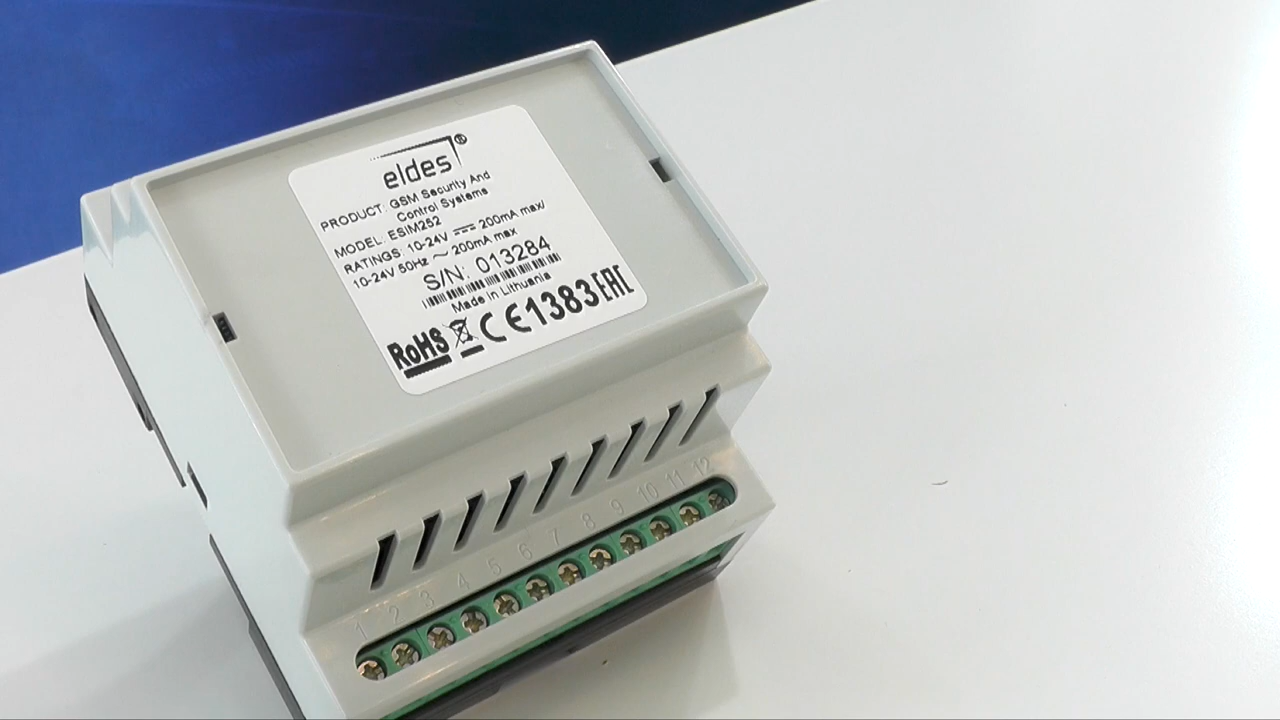 eldes®
PRODUCT: GSM Security And
Control Systems
MODEL: ESIM252
RATINGS: 10-24V ⎓ 200mA max/
10-24V 50Hz ~ 200mA max
S/N: 013284
Made in Lithuania
RoHS CE1383 EAC
1 2 3 4 5 6 7 8 9 10 11 12